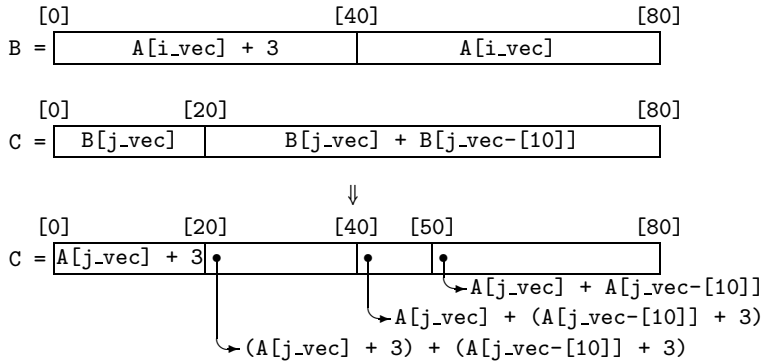 [0] [40] [80]
B = A[i_vec] + 3 A[i_vec]
[0] [20] [80]
C = B[j_vec] B[j_vec] + B[j_vec-[10]]
⇓
[0] [20] [40] [50] [80]
C = A[j_vec] + 3
A[j_vec] + A[j_vec-[10]]
A[j_vec] + (A[j_vec-[10]] + 3)
(A[j_vec] + 3) + (A[j_vec-[10]] + 3)